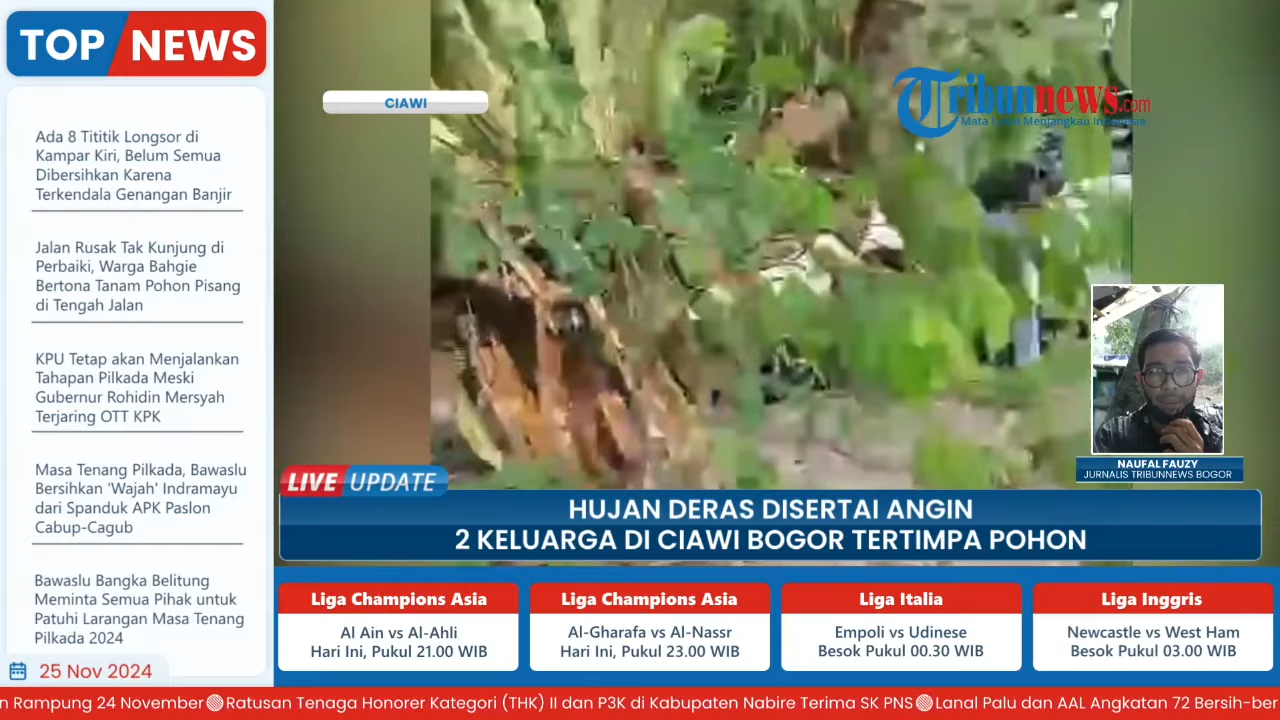 TOP NEWS
Ada 8 Tititik Longsor di
Kampar Kiri, Belum Semua
Dibersihkan Karena
Terkendala Genangan Banjir
Jalan Rusak Tak Kunjung di
Perbaiki, Warga Bahgie
Bertona Tanam Pohon Pisang
di Tengah Jalan
KPU Tetap akan Menjalankan
Tahapan Pilkada Meski
Gubernur Rohidin Mersyah
Terjaring OTT KPK
Masa Tenang Pilkada, Bawaslu
Bersihkan 'Wajah' Indramayu
dari Spanduk APK Paslon
Cabup-Cagub
Bawaslu Bangka Belitung
Meminta Semua Pihak untuk
Patuhi Larangan Masa Tenang
Pilkada 2024
25 Nov 2024
CIAWI
Tribunnews.com
Mata Lokal Menjangkau Indonesia
NAUFAL FAUZY
JURNALIS TRIBUNNEWS BOGOR
LIVE UPDATE
HUJAN DERAS DISERTAI ANGIN
2 KELUARGA DI CIAWI BOGOR TERTIMPA POHON
Liga Champions Asia
Al Ain vs Al-Ahli
Hari Ini, Pukul 21.00 WIB
Liga Champions Asia
Al-Gharafa vs Al-Nassr
Hari Ini, Pukul 23.00 WIB
Liga Italia
Empoli vs Udinese
Besok Pukul 00.30 WIB
Liga Inggris
Newcastle vs West Ham
Besok Pukul 03.00 WIB
n Rampung 24 November Ratusan Tenaga Honorer Kategori (THK) II dan P3K di Kabupaten Nabire Terima SK PNS Lanal Palu dan AAL Angkatan 72 Bersih-ber